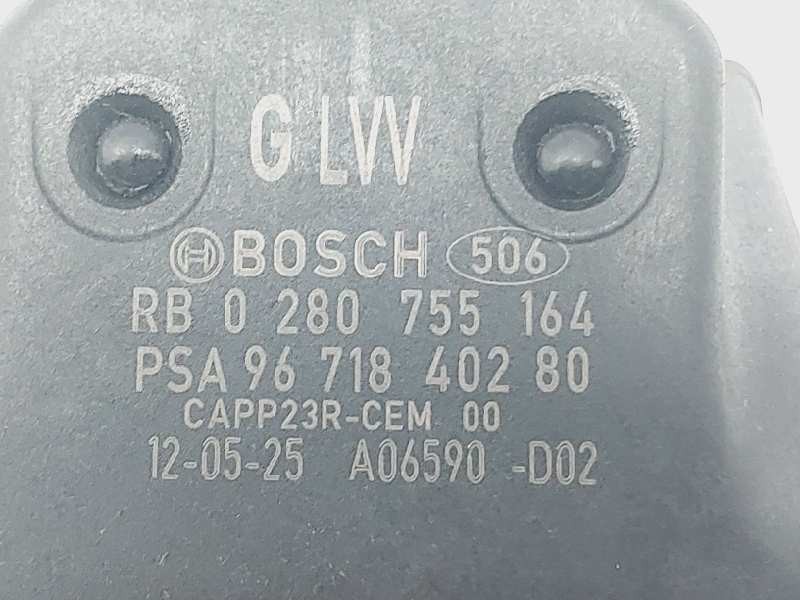 G LVV
BOSCH 506
RB 0 280 755 164
PSA 96 718 402 80
CAPP23R-CEM 00
12-05-25 A06590 -D02